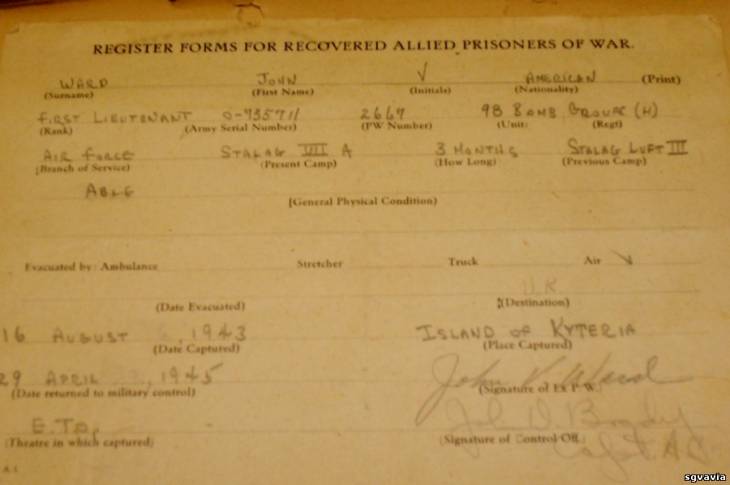 REGISTER FORMS FOR RECOVERED ALLIED PRISONERS OF WAR.
WARD JOHN V AMERICAN (Print)
(Surname) (First Name) (Initials) (Nationality)
FIRST LIEUTENANT O-735711 2667 98 BOMB GROUP (H)
(Rank) (Army Serial Number) (PW Number) (Unit: (Regt)
AIR FORCE STALAG VII A 3 MONTHS STALAG LUFT III
(Branch of Service) (Present Camp) (How Long) (Previous Camp)
ABLE
(General Physical Condition)
Evacuated by: Ambulance Stretcher Truck Air
U.K.
(Date Evacuated) (Destination)
16 AUGUST, 1943 ISLAND OF KYTERIA
(Date Captured) (Place Captured)
29 APRIL, 1945 John V. Ward
(Date returned to military control) (Signature of Ex P.W.)
E.TO.
(Theatre in which captured) (Signature of Control Off.)
A.I.
sgvavia